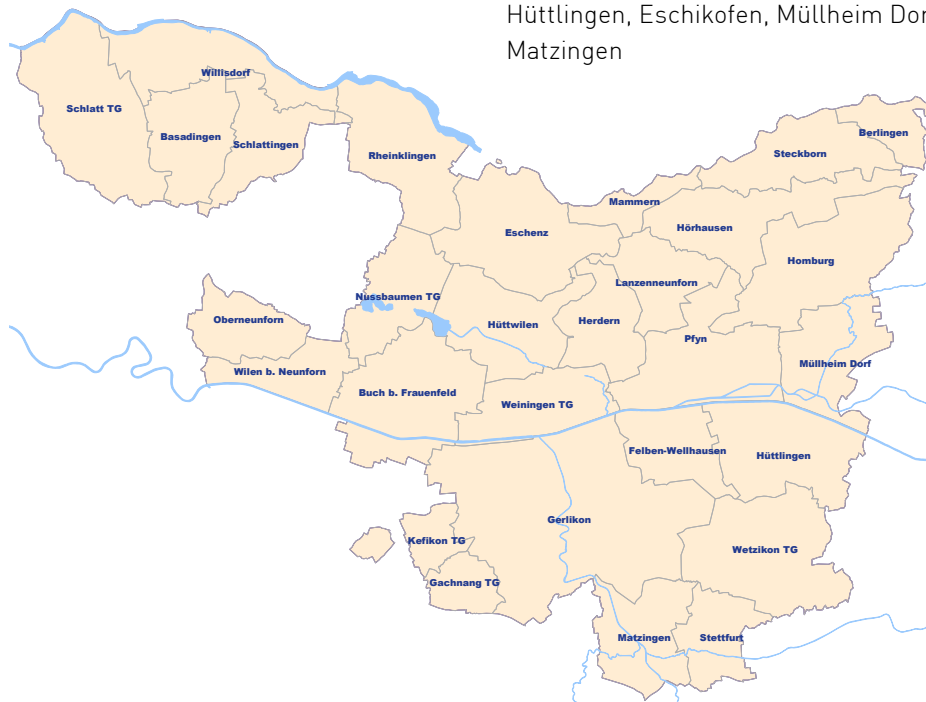 Hüttlingen, Eschikofen, Müllheim Dor
Matzingen
Willisdorf
Schlatt TG
Basadingen
Schlattingen
Rheinklingen
Berlingen
Steckborn
Mammern
Hörhausen
Eschenz
Homburg
Lanzenneunforn
Nussbaumen TG
Oberneunforn
Hüttwilen
Herdern
Pfyn
Müllheim Dorf
Wilen b. Neunforn
Buch b. Frauenfeld
Weiningen TG
Felben-Wellhausen
Hüttlingen
Gerlikon
Kefikon TG
Wetzikon TG
Gachnang TG
Matzingen
Stettfurt